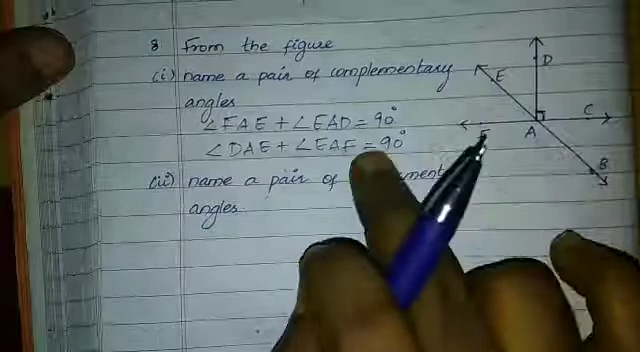 8 From the figure
(i) name a pair of complementary
angles
∠FAE + ∠EAD = 90°
∠DAE + ∠EAF = 90°
(ii) name a pair of
angles.
E
D
C
A
B